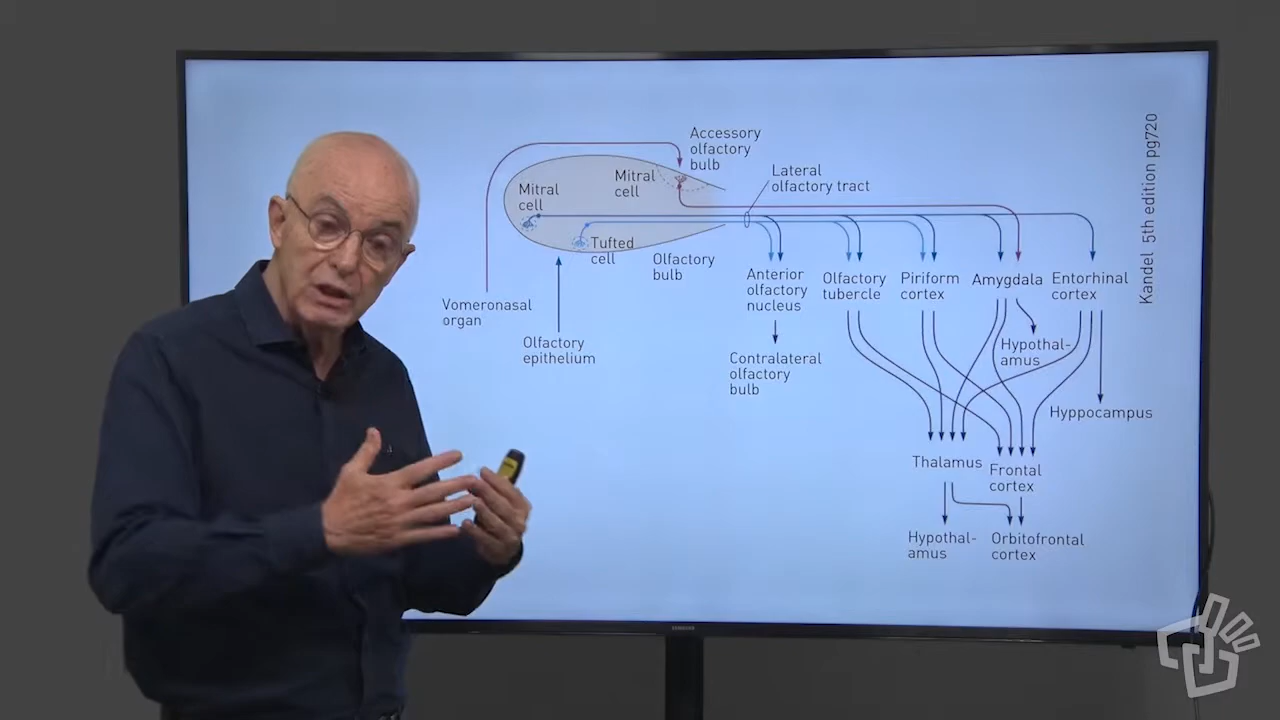 Accessory
olfactory
bulb
Mitral
cell
Mitral
cell
Lateral
olfactory tract
Tufted
cell
Olfactory
bulb
Vomeronasal
organ
Olfactory
epithelium
Anterior
olfactory
nucleus
Olfactory
tubercle
Piriform
cortex
Amygdala
Entorhinal
cortex
Contralateral
olfactory
bulb
Hypothal-
amus
Hyppocampus
Thalamus
Frontal
cortex
Hypothal-
amus
Orbitofrontal
cortex
Kandel 5th edition pg720
SAMSUNG